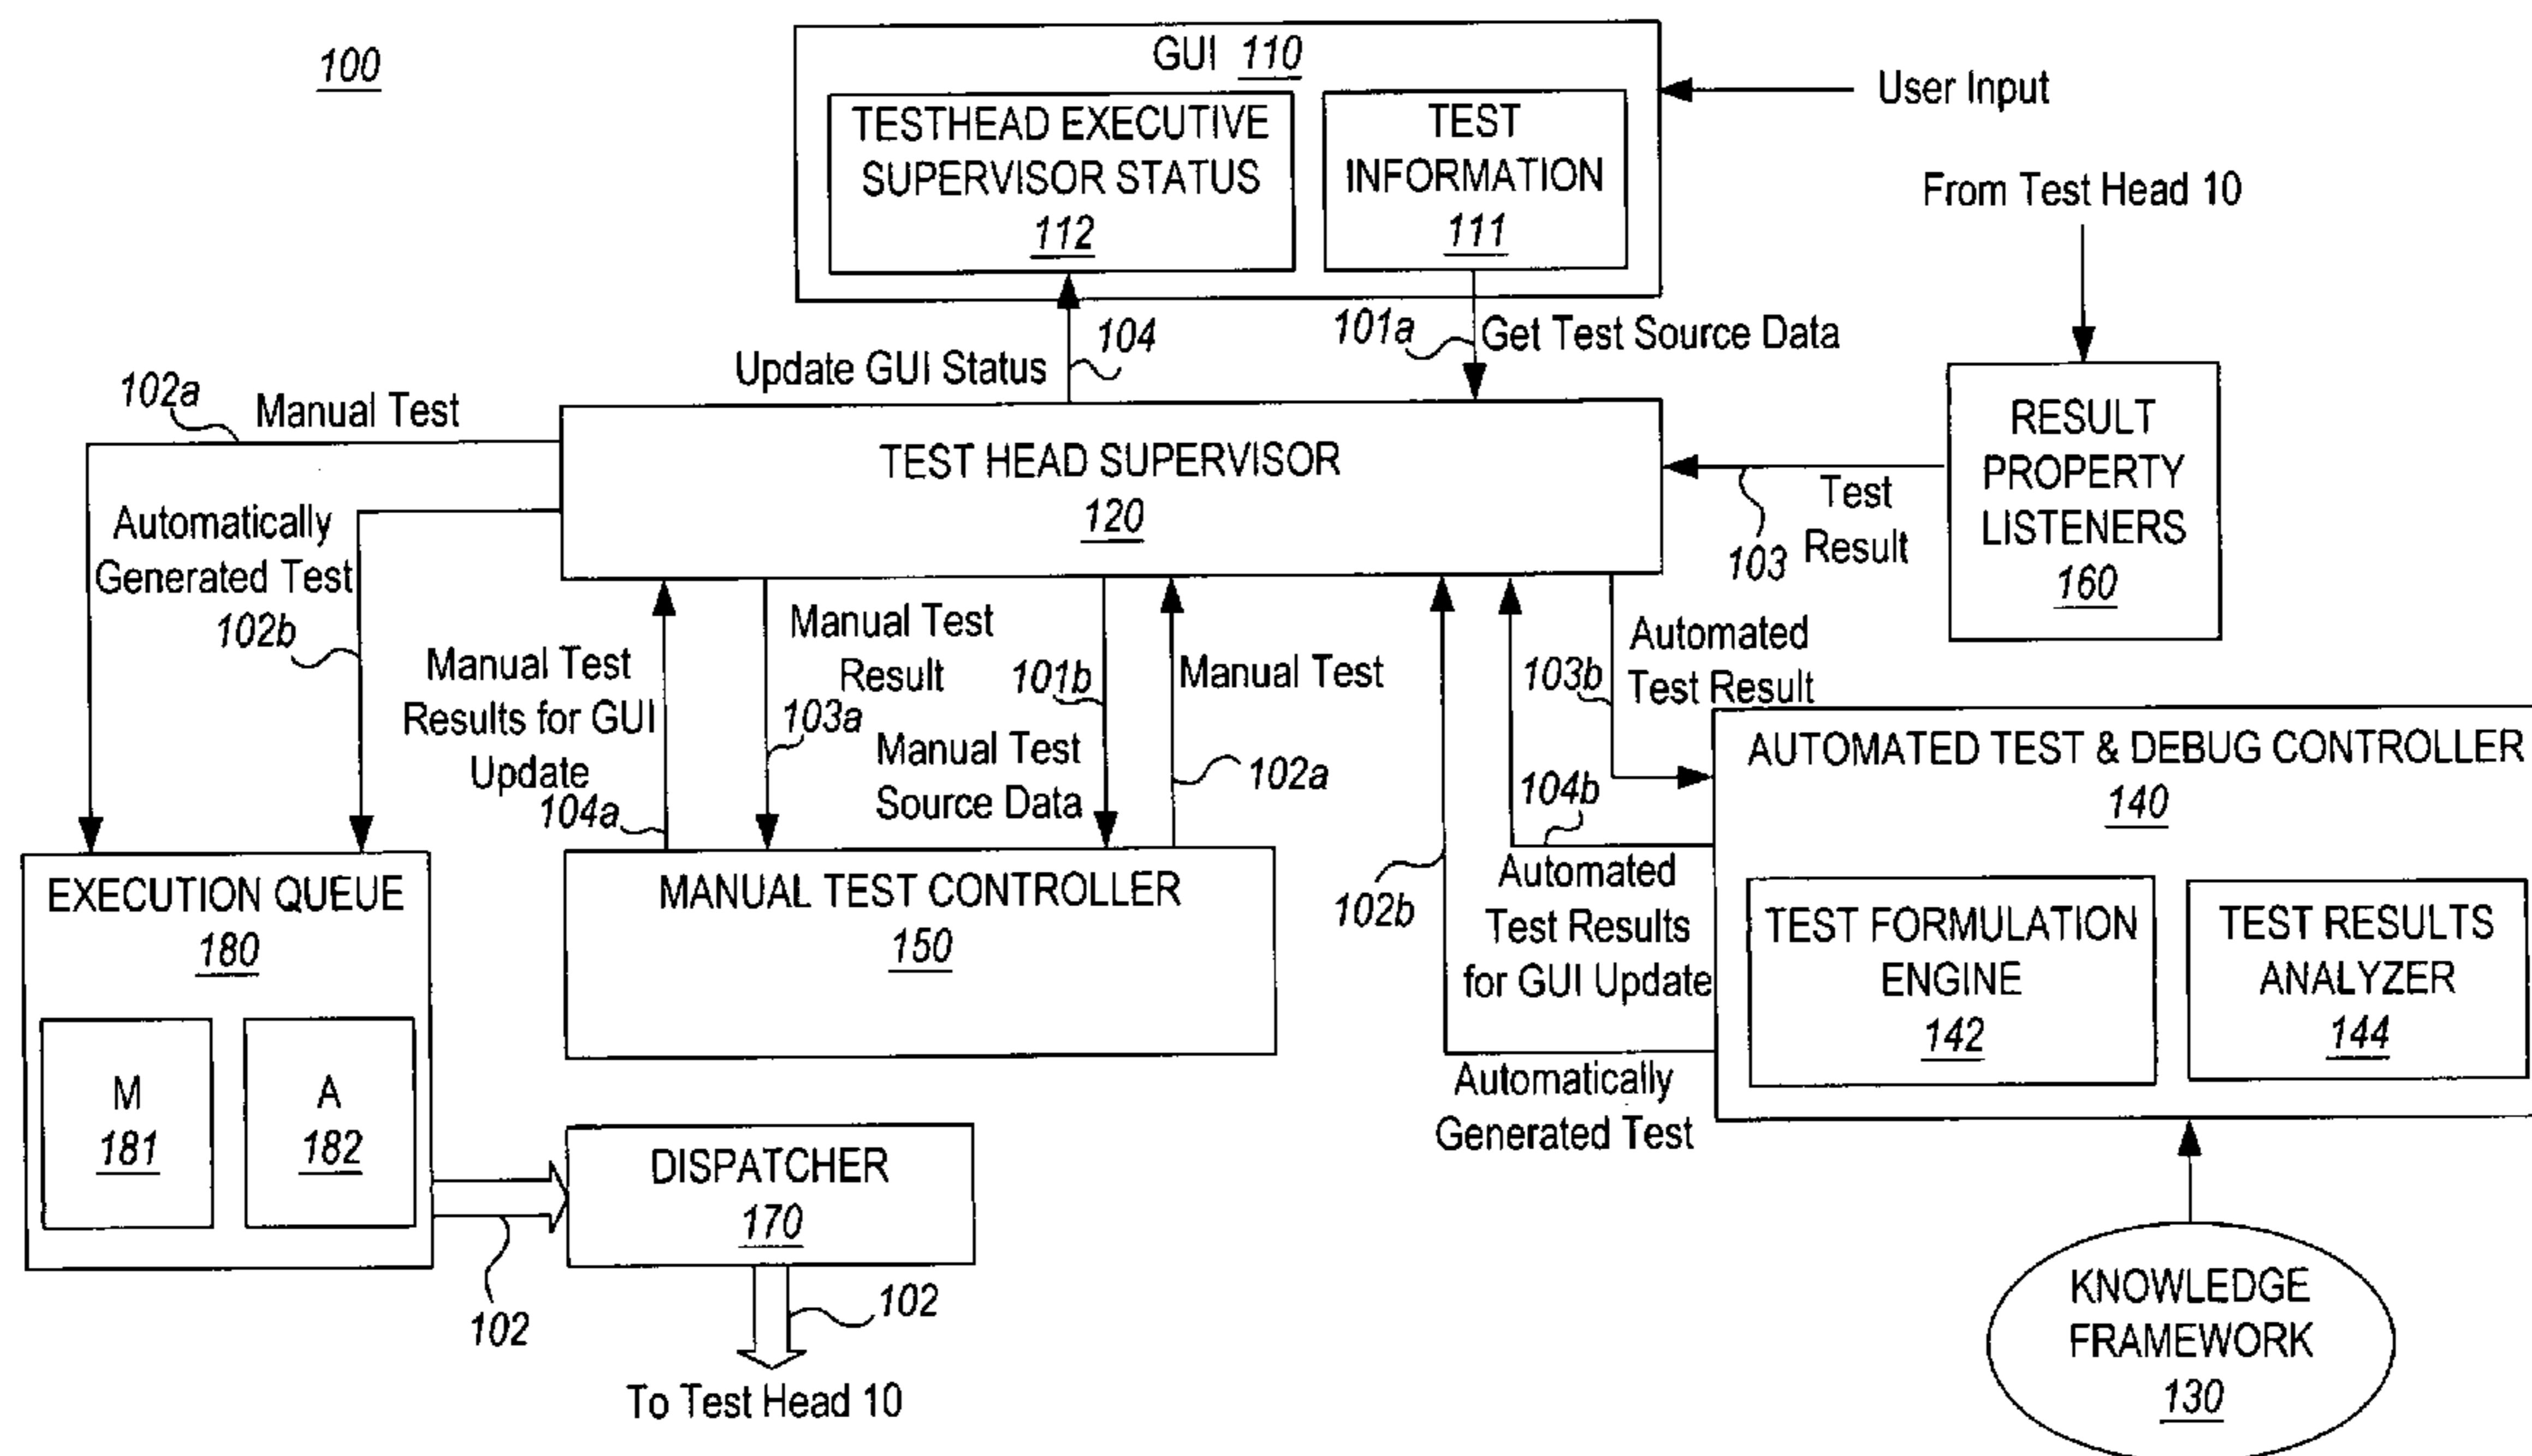 100
GUI 110
TESTHEAD EXECUTIVE
SUPERVISOR STATUS
112
TEST
INFORMATION
111
User Input
From Test Head 10
104
Update GUI Status
101a
Get Test Source Data
102a
Manual Test
TEST HEAD SUPERVISOR
120
RESULT
PROPERTY
LISTENERS
160
Test
Result
103
Automatically
Generated Test
102b
Manual Test
Results for GUI
Update
104a
Manual Test
Result
103a
101b
Manual Test
Source Data
Manual Test
102a
Automated
Test Result
103b
104b
102b
Automated
Test Results
for GUI Update
Automatically
Generated Test
AUTOMATED TEST & DEBUG CONTROLLER
140
TEST FORMULATION
ENGINE
142
TEST RESULTS
ANALYZER
144
EXECUTION QUEUE
180
M
181
A
182
MANUAL TEST CONTROLLER
150
DISPATCHER
170
102
102
To Test Head 10
KNOWLEDGE
FRAMEWORK
130